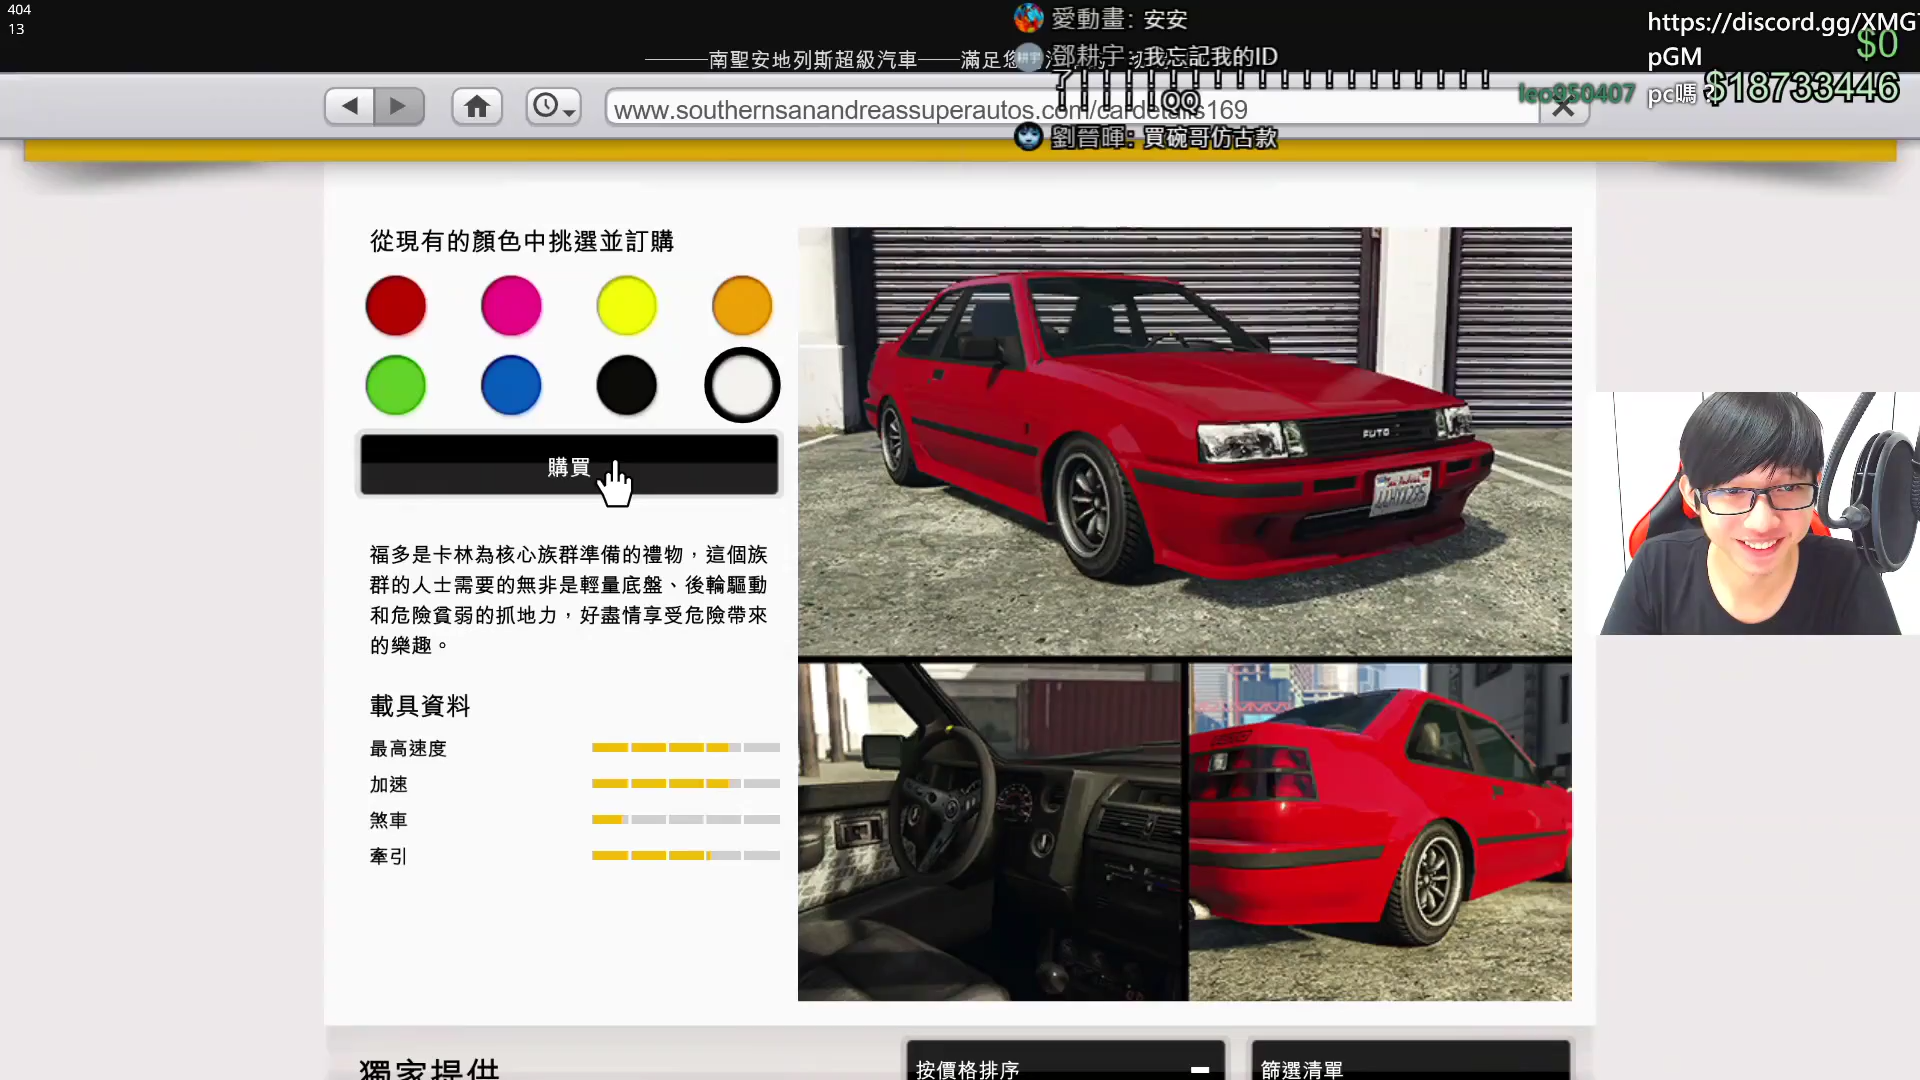 404
13
愛動畫: 安安
https://discord.gg/XMG
pGM
$0
鄧耕宇: 我忘記我的ID
了!!!!!!!!!!!!!!!!
!!!!!QQ
———南聖安地列斯超級汽車——滿足您
leo950407 pc嗎?
$18733446
www.southernsanandreassuperautos.com/cardetails169
劉晉暉: 買碗哥仿古款
從現有的顏色中挑選並訂購
購買
福多是卡林為核心族群準備的禮物，這個族
群的人士需要的無非是輕量底盤、後輪驅動
和危險貧弱的抓地力，好盡情享受危險帶來
的樂趣。
載具資料
最高速度
加速
煞車
牽引
FUTO
獨家提供
按價格排序
篩選清單